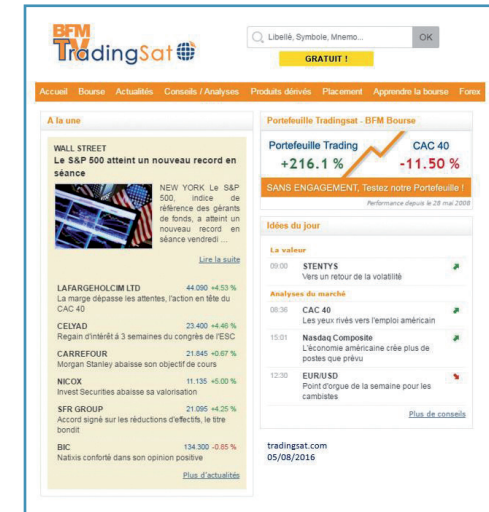 BFM
TV
TradingSat
Libellé, Symbole, Mnemo...
OK
GRATUIT !
Accueil Bourse Actualités Conseils / Analyses Produits dérivés Placement Apprendre la bourse Forex
A la une
WALL STREET
Le S&P 500 atteint un nouveau record en
séance
NEW YORK Le S&P
500, indice de
référence des gérants
de fonds, a atteint un
nouveau record en
séance vendredi ...
Lire la suite
LAFARGEHOLCIM LTD 44.090 +4.53 %
La marge dépasse les attentes, l'action en tête du
CAC 40
CELYAD 23.400 +4.46 %
Regain d'intérêt à 3 semaines du congrès de l'ESC
CARREFOUR 21.845 +0.67 %
Morgan Stanley abaisse son objectif de cours
NICOX 11.135 +5.00 %
Invest Securities abaisse sa valorisation
SFR GROUP 21.095 +4.25 %
Accord signé sur les réductions d'effectifs, le titre
bondit
BIC 134.300 -0.65 %
Natixis conforté dans son opinion positive
Plus d'actualités
Portefeuille Tradingsat - BFM Bourse
Portefeuille Trading CAC 40
+216.1 % -11.50 %
SANS ENGAGEMENT, Testez notre Portefeuille !
Performance depuis le 28 mai 2008
Idées du jour
La valeur
09:00 STENTYS
Vers un retour de la volatilité
Analyses du marché
08:36 CAC 40
Les yeux rivés vers l'emploi américain
15:01 Nasdaq Composite
L'économie américaine crée plus de
postes que prévu
12:30 EUR/USD
Point d'orgue de la semaine pour les
cambistes
Plus de conseils
tradingsat.com
05/08/2016